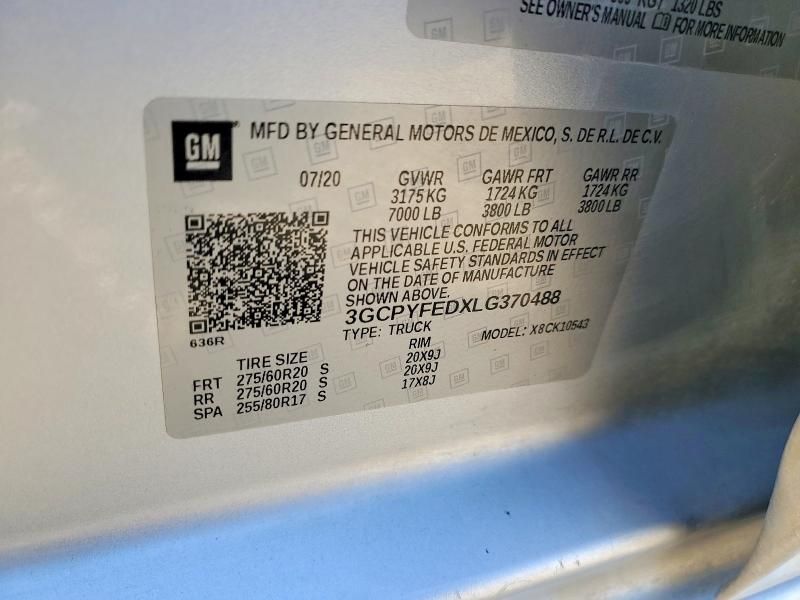 KG) 1320 LBS
SEE OWNER'S MANUAL FOR MORE INFORMATION
GM MFD BY GENERAL MOTORS DE MEXICO, S. DE R.L. DE C.V.
07/20 GVWR GAWR FRT GAWR RR
3175 KG 1724 KG 1724 KG
7000 LB 3800 LB 3800 LB
THIS VEHICLE CONFORMS TO ALL
APPLICABLE U.S. FEDERAL MOTOR
VEHICLE SAFETY STANDARDS IN EFFECT
ON THE DATE OF MANUFACTURE
SHOWN ABOVE.
3GCPYFEDXLG370488
636R TYPE: TRUCK MODEL: X8CK10543
TIRE SIZE RIM
FRT 275/60R20 S 20X9J
RR 275/60R20 S 20X9J
SPA 255/80R17 S 17X8J